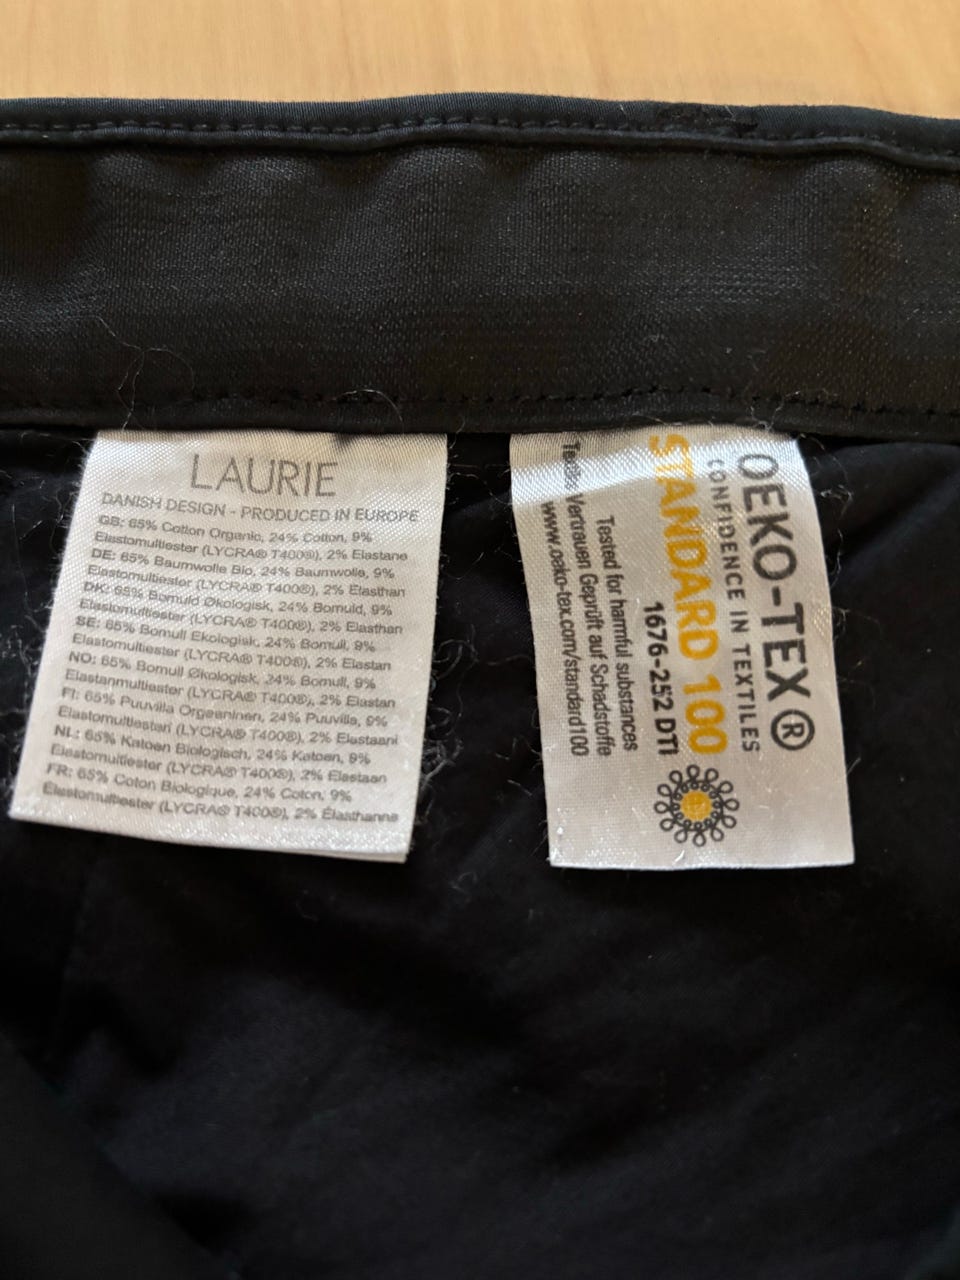 LAURIE
DANISH DESIGN - PRODUCED IN EUROPE
GB: 65% Cotton Organic, 24% Cotton, 9%
Elastomultiester (LYCRA® T400®), 2% Elastane
DE: 65% Baumwolle Bio, 24% Baumwolle, 9%
Elastomultiester (LYCRA® T400®), 2% Elasthan
DK: 65% Bomuld Økologisk, 24% Bomuld, 9%
Elastomultiester (LYCRA® T400®), 2% Elasthan
SE: 65% Bomull Ekologisk, 24% Bomull, 9%
Elastomultiester (LYCRA® T400®), 2% Elastan
NO: 65% Bomull Økologisk, 24% Bomull, 9%
Elastanmultiester (LYCRA® T400®), 2% Elastan
FI: 65% Puuvilla Orgaaninen, 24% Puuvilla, 9%
Elastomultiestari (LYCRA® T400®), 2% Elastaani
NL: 65% Katoen Biologisch, 24% Katoen, 9%
Elastomultiester (LYCRA® T400®), 2% Elastaan
FR: 65% Coton Biologique, 24% Coton, 9%
Elastomultiester (LYCRA® T400®), 2% Elasthanne
OEKO-TEX®
CONFIDENCE IN TEXTILES
STANDARD 100
1676-252 DTI
Tested for harmful substances
Textiles Vertrauen Geprüft auf Schadstoffe
www.oeko-tex.com/standard100